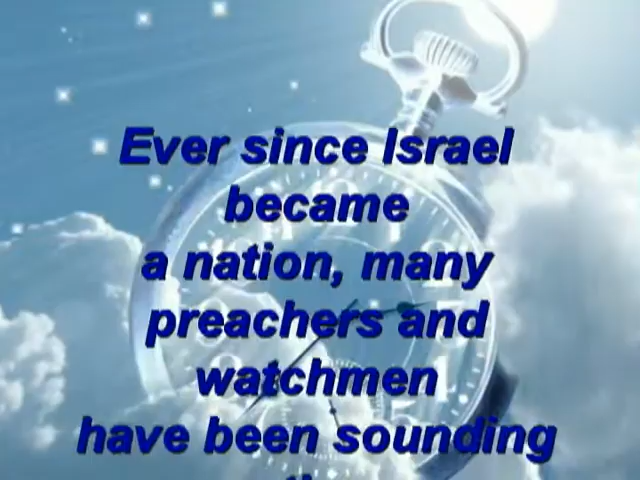 Ever since Israel
became
a nation, many
preachers and
watchmen
have been sounding